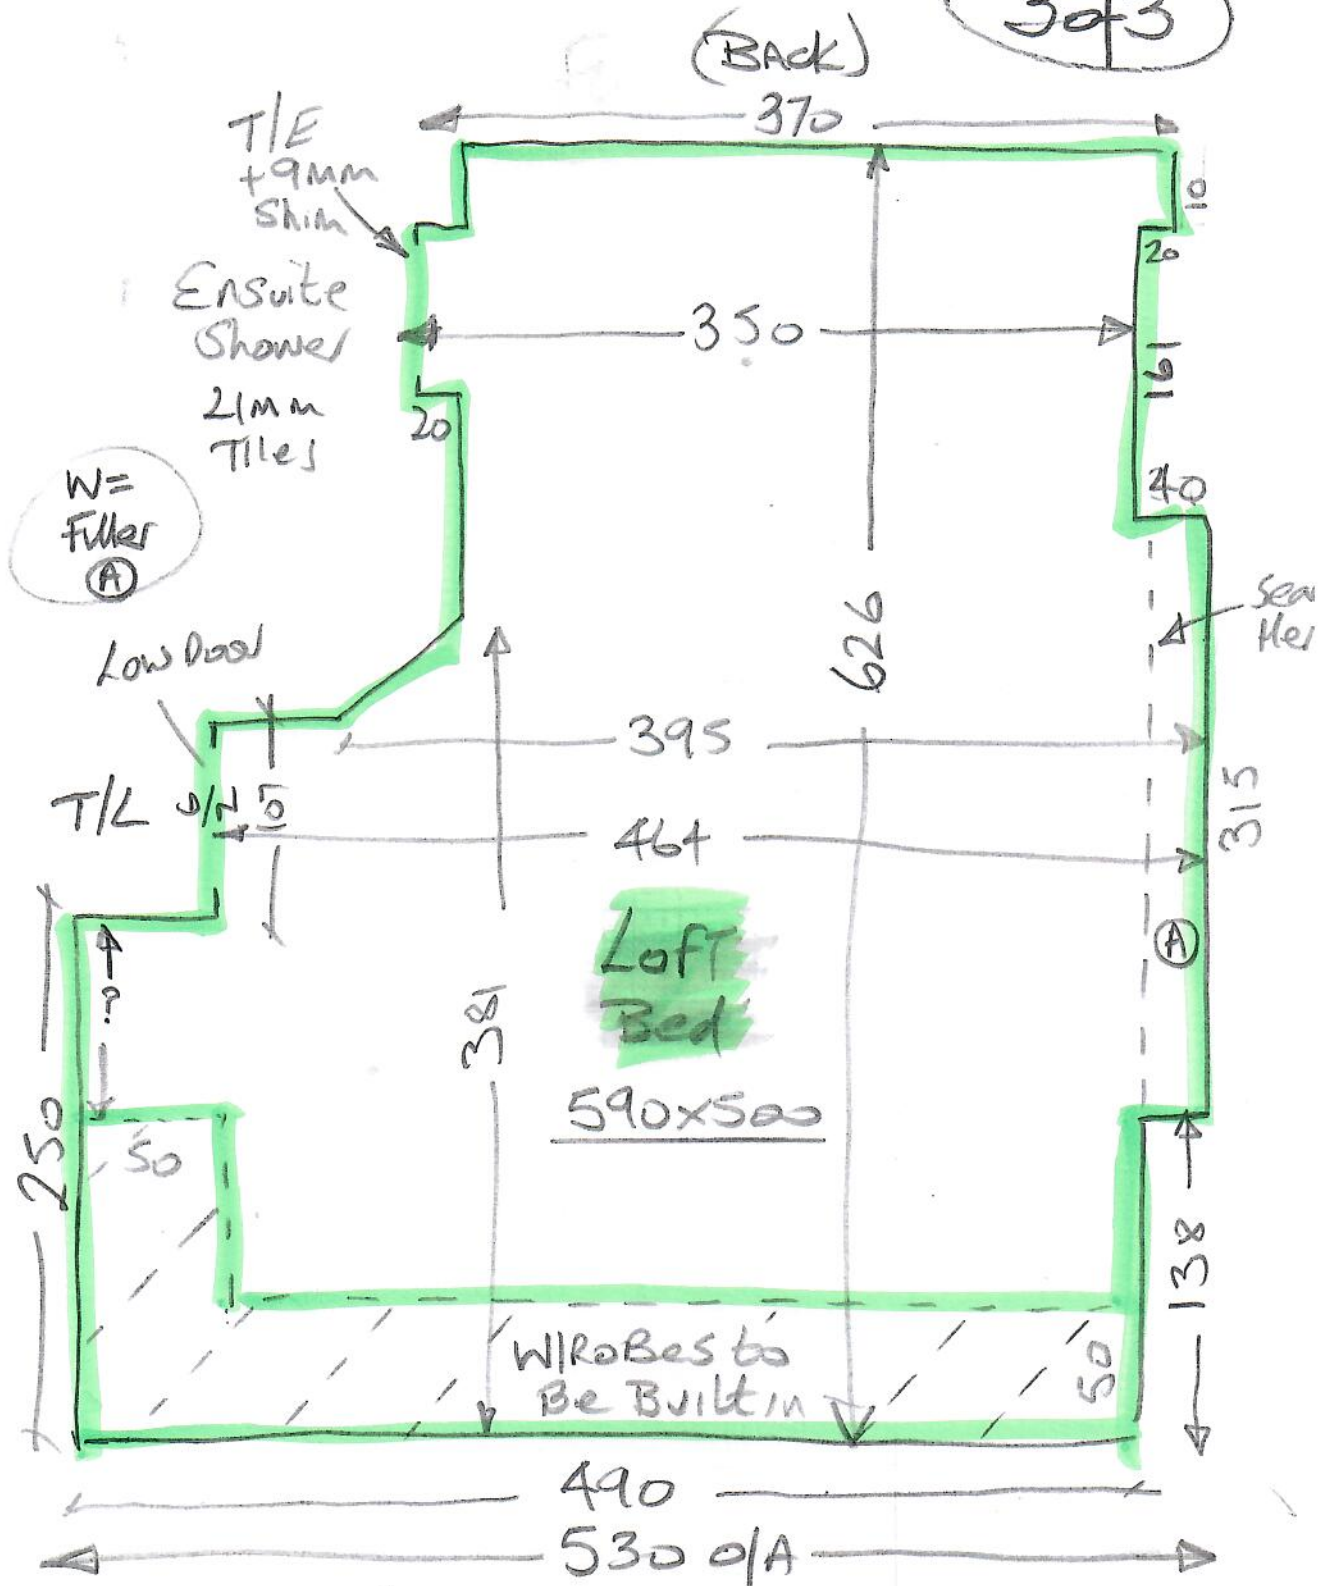 3of3
(BACK)
370
T/E
+9mm
Shim
10
20
Ensuite
Shower
21mm
Tiles
350
161
20
40
W=
Filler
A
626
Low Door
395
T/L
315
464
A
Loft
Bed
381
590x500
?
50
250
138
W/RoBes to
Be Built in
50
490
530 o/A